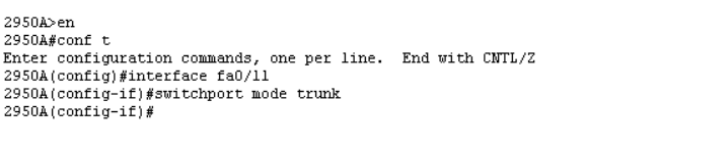 2950A>en
2950A#conf t
Enter configuration commands, one per line.  End with CNTL/Z
2950A(config)#interface fa0/11
2950A(config-if)#switchport mode trunk
2950A(config-if)#